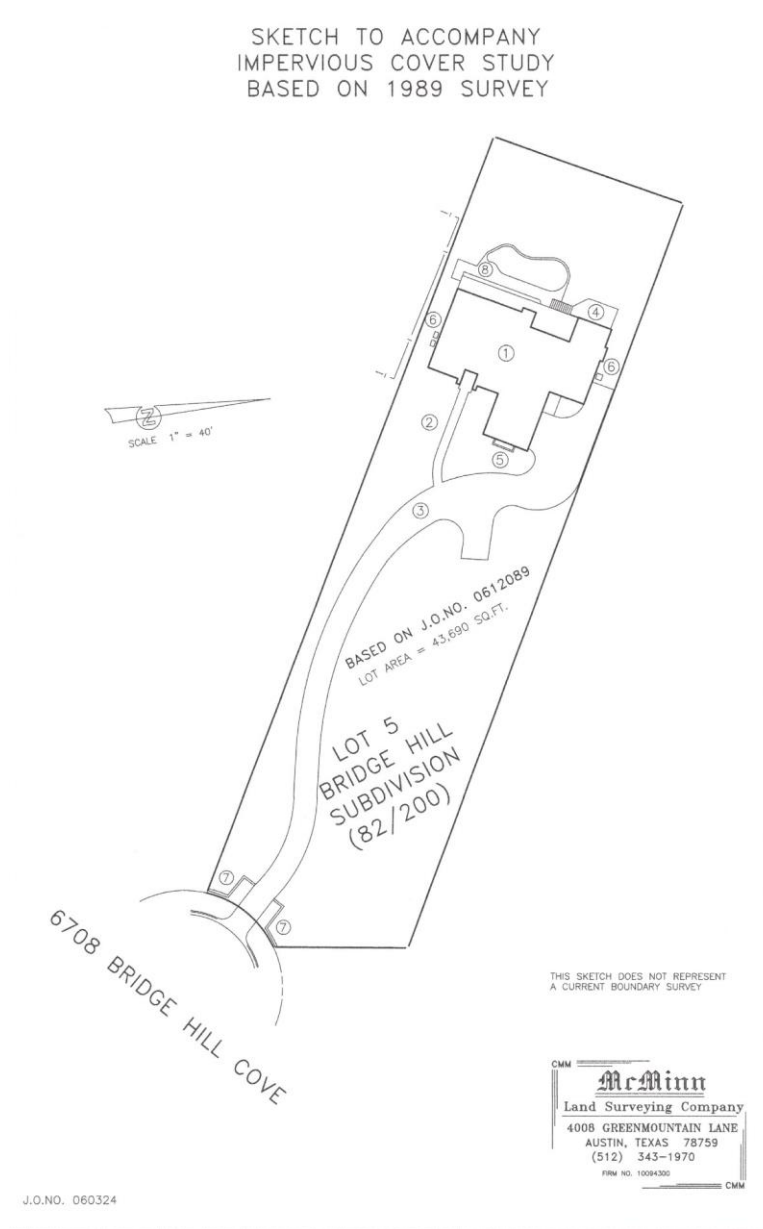 SKETCH TO ACCOMPANY
IMPERVIOUS COVER STUDY
BASED ON 1989 SURVEY
8
4
6
1
6
Z
SCALE 1" = 40'
2
5
3
BASED ON J.O.NO. 0612089
LOT AREA = 43,690 SQ.FT.
LOT 5
BRIDGE HILL
SUBDIVISION
(82/200)
7
7
6708 BRIDGE HILL COVE
THIS SKETCH DOES NOT REPRESENT
A CURRENT BOUNDARY SURVEY
CMM
McMinn
Land Surveying Company
4008 GREENMOUNTAIN LANE
AUSTIN, TEXAS 78759
(512) 343-1970
FIRM NO. 10094300
CMM
J.O.NO. 060324